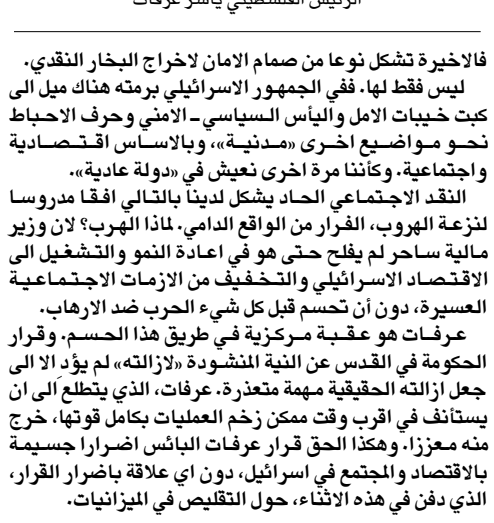 الرئيس الفلسطيني ياسر عرفات
فالاخيرة تشكل نوعا من صمام الامان لاخراج البخار النقدي.
ليس فقط لها. ففي الجمهور الاسرائيلي برمته هناك ميل الى
كبت خيبات الامل واليأس السياسي ـ الامني وحرف الاحباط
نحو مواضيع اخرى «مدنية»، وبالاساس اقتصادية
واجتماعية. وكأننا مرة اخرى نعيش في «دولة عادية».
النقد الاجتماعي الحاد يشكل لدينا بالتالي افقا مدروسا
لنزعة الهروب، الفرار من الواقع الدامي. لماذا الهرب؟ لان وزير
مالية ساحر لم يفلح حتى هو في اعادة النمو والتشغيل الى
الاقتصاد الاسرائيلي والتخفيف من الازمات الاجتماعية
العسيرة، دون أن تحسم قبل كل شيء الحرب ضد الارهاب.
عرفات هو عقبة مركزية في طريق هذا الحسم. وقرار
الحكومة في القدس عن النية المنشودة «لازالته» لم يؤد الا الى
جعل ازالته الحقيقية مهمة متعذرة. عرفات، الذي يتطلع الى ان
يستأنف في اقرب وقت ممكن زخم العمليات بكامل قوتها، خرج
منه معززا. وهكذا الحق قرار عرفات البائس اضرارا جسيمة
بالاقتصاد والمجتمع في اسرائيل، دون اي علاقة باضرار القرار،
الذي دفن في هذه الاثناء، حول التقليص في الميزانيات.